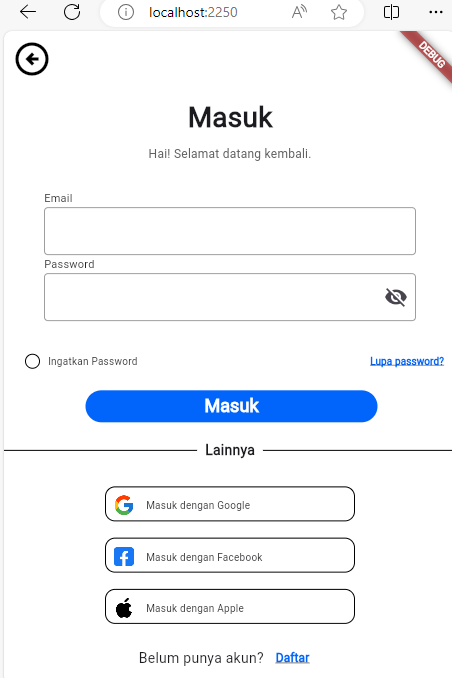 localhost:2250
DEBUG
Masuk
Hai! Selamat datang kembali.
Email
Password
Ingatkan Password
Lupa password?
Masuk
Lainnya
Masuk dengan Google
Masuk dengan Facebook
Masuk dengan Apple
Belum punya akun? Daftar